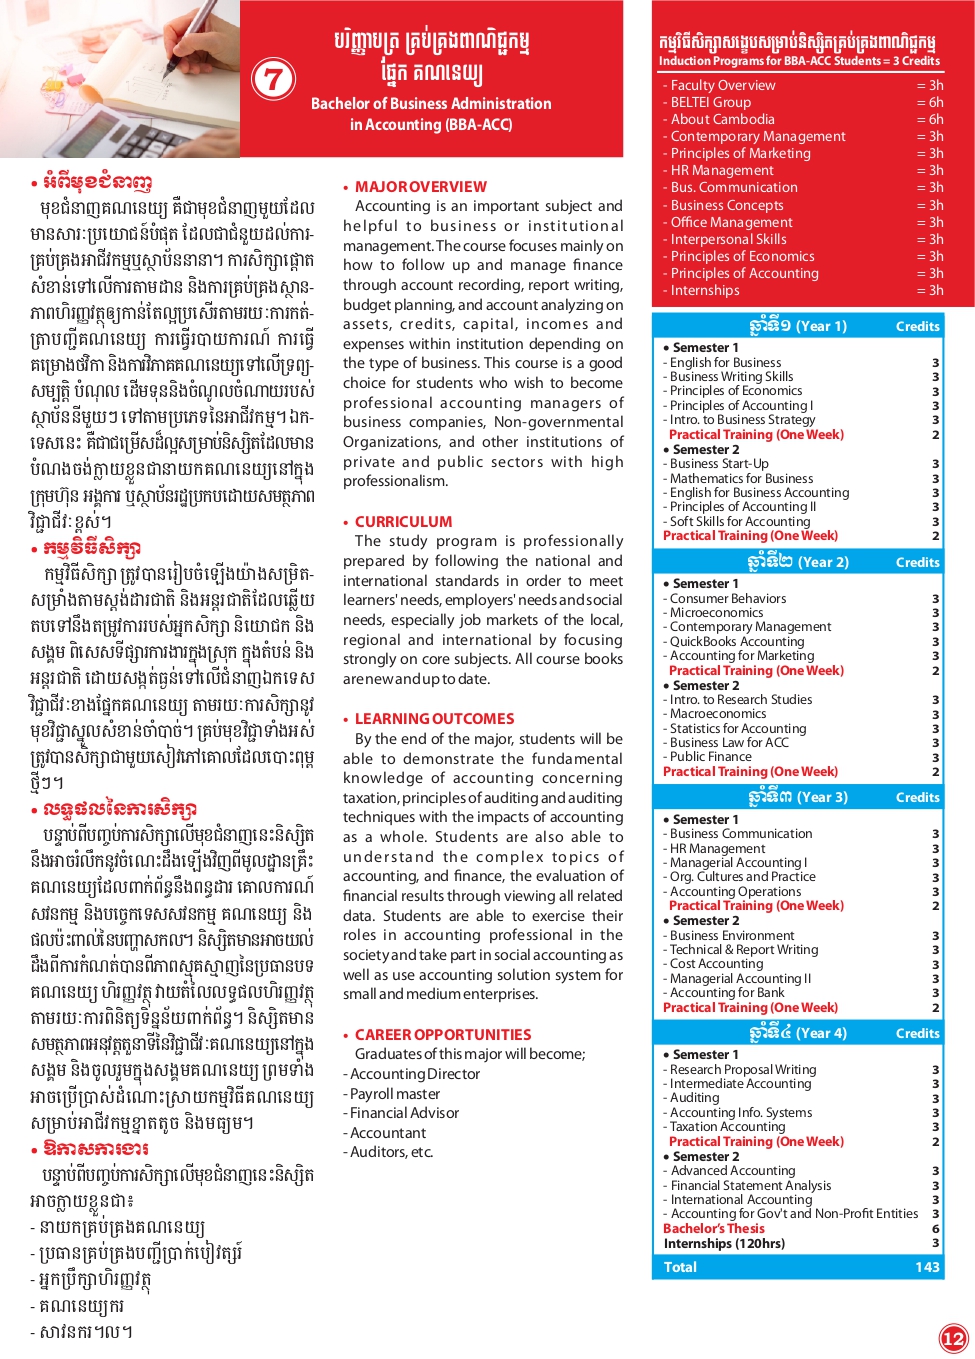 7
បរិញ្ញាបត្រ គ្រប់គ្រងពាណិជ្ជកម្ម
ផ្នែក គណនេយ្យ
Bachelor of Business Administration
in Accounting (BBA-ACC)
• អំពីមុខជំនាញ
មុខជំនាញគណនេយ្យ គឺជាមុខជំនាញមួយដែល
មានសារៈប្រយោជន៍បំផុត ដែលជាជំនួយដល់ការ-
គ្រប់គ្រងអាជីវកម្មឬស្ថាប័ននានា។ ការសិក្សាផ្តោត
សំខាន់ទៅលើការតាមដាន និងការគ្រប់គ្រងស្ថាន-
ភាពហិរញ្ញវត្ថុឲ្យកាន់តែល្អប្រសើរតាមរយៈការកត់-
ត្រាបញ្ជីគណនេយ្យ ការធ្វើរបាយការណ៍ ការធ្វើ
គម្រោងថវិកា និងការវិភាគគណនេយ្យទៅលើទ្រព្យ-
សម្បត្តិ បំណុល ដើមទុននិងចំណូលចំណាយរបស់
ស្ថាប័ននីមួយៗ ទៅតាមប្រភេទនៃអាជីវកម្ម។ ឯក-
ទេសនេះ គឺជាជម្រើសដ៏ល្អសម្រាប់និស្សិតដែលមាន
បំណងចង់ក្លាយខ្លួនជានាយកគណនេយ្យនៅក្នុង
ក្រុមហ៊ុន អង្គការ ឬស្ថាប័នរដ្ឋប្រកបដោយសមត្ថភាព
វិជ្ជាជីវៈខ្ពស់។
• កម្មវិធីសិក្សា
កម្មវិធីសិក្សា ត្រូវបានរៀបចំឡើងយ៉ាងសម្រិត-
សម្រាំងតាមស្តង់ដារជាតិ និងអន្តរជាតិដែលឆ្លើយ
តបទៅនឹងតម្រូវការរបស់អ្នកសិក្សា និយោជក និង
សង្គម ពិសេសទីផ្សារការងារក្នុងស្រុក ក្នុងតំបន់ និង
អន្តរជាតិ ដោយសង្កត់ធ្ងន់ទៅលើជំនាញឯកទេស
វិជ្ជាជីវៈខាងផ្នែកគណនេយ្យ តាមរយៈការសិក្សានូវ
មុខវិជ្ជាស្នូលសំខាន់ចាំបាច់។ គ្រប់មុខវិជ្ជាទាំងអស់
ត្រូវបានសិក្សាជាមួយសៀវភៅគោលដែលបោះពុម្ព
ថ្មីៗ។
• លទ្ធផលនៃការសិក្សា
បន្ទាប់ពីបញ្ចប់ការសិក្សាលើមុខជំនាញនេះនិស្សិត
នឹងអាចរំលឹកនូវចំណេះដឹងឡើងវិញពីមូលដ្ឋានគ្រឹះ
គណនេយ្យដែលពាក់ព័ន្ធនឹងពន្ធដារ គោលការណ៍
សវនកម្ម និងបច្ចេកទេសសវនកម្ម គណនេយ្យ និង
ផលប៉ះពាល់នៃបញ្ហាសកល។ និស្សិតមានអាចយល់
ដឹងពីការកំណត់បានពីភាពស្មុគស្មាញនៃប្រធានបទ
គណនេយ្យ ហិរញ្ញវត្ថុ វាយតំលៃលទ្ធផលហិរញ្ញវត្ថុ
តាមរយៈការពិនិត្យទិន្នន័យពាក់ព័ន្ធ។ និស្សិតមាន
សមត្ថភាពអនុវត្តតួនាទីនៃវិជ្ជាជីវៈគណនេយ្យនៅក្នុង
សង្គម និងចូលរួមក្នុងសង្គមគណនេយ្យ ព្រមទាំង
អាចប្រើប្រាស់ដំណោះស្រាយកម្មវិធីគណនេយ្យ
សម្រាប់អាជីវកម្មខ្នាតតូច និងមធ្យម។
• ឱកាសការងារ
បន្ទាប់ពីបញ្ចប់ការសិក្សាលើមុខជំនាញនេះនិស្សិត
អាចក្លាយខ្លួនជា៖
- នាយកគ្រប់គ្រងគណនេយ្យ
- ប្រធានគ្រប់គ្រងបញ្ជីប្រាក់បៀវត្សរ៍
- អ្នកប្រឹក្សាហិរញ្ញវត្ថុ
- គណនេយ្យករ
- សាវនករ។ល។
• MAJOR OVERVIEW
Accounting is an important subject and
helpful to business or institutional
management. The course focuses mainly on
how to follow up and manage finance
through account recording, report writing,
budget planning, and account analyzing on
assets, credits, capital, incomes and
expenses within institution depending on
the type of business. This course is a good
choice for students who wish to become
professional accounting managers of
business companies, Non-governmental
Organizations, and other institutions of
private and public sectors with high
professionalism.
• CURRICULUM
The study program is professionally
prepared by following the national and
international standards in order to meet
learners' needs, employers' needs and social
needs, especially job markets of the local,
regional and international by focusing
strongly on core subjects. All course books
are new and up to date.
• LEARNING OUTCOMES
By the end of the major, students will be
able to demonstrate the fundamental
knowledge of accounting concerning
taxation, principles of auditing and auditing
techniques with the impacts of accounting
as a whole. Students are also able to
understand the complex topics of
accounting, and finance, the evaluation of
financial results through viewing all related
data. Students are able to exercise their
roles in accounting professional in the
society and take part in social accounting as
well as use accounting solution system for
small and medium enterprises.
• CAREER OPPORTUNITIES
Graduates of this major will become;
- Accounting Director
- Payroll master
- Financial Advisor
- Accountant
- Auditors, etc.
កម្មវិធីសិក្សាសង្ខេបសម្រាប់និស្សិតគ្រប់គ្រងពាណិជ្ជកម្ម
Induction Programs for BBA-ACC Students = 3 Credits
- Faculty Overview = 3h
- BELTEI Group = 6h
- About Cambodia = 6h
- Contemporary Management = 3h
- Principles of Marketing = 3h
- HR Management = 3h
- Bus. Communication = 3h
- Business Concepts = 3h
- Office Management = 3h
- Interpersonal Skills = 3h
- Principles of Economics = 3h
- Principles of Accounting = 3h
- Internships = 3h
ឆ្នាំទី១ (Year 1) Credits
• Semester 1
- English for Business 3
- Business Writing Skills 3
- Principles of Economics 3
- Principles of Accounting I 3
- Intro. to Business Strategy 3
Practical Training (One Week) 2
• Semester 2
- Business Start-Up 3
- Mathematics for Business 3
- English for Business Accounting 3
- Principles of Accounting II 3
- Soft Skills for Accounting 3
Practical Training (One Week) 2
ឆ្នាំទី២ (Year 2) Credits
• Semester 1
- Consumer Behaviors 3
- Microeconomics 3
- Contemporary Management 3
- QuickBooks Accounting 3
- Accounting for Marketing 3
Practical Training (One Week) 2
• Semester 2
- Intro. to Research Studies 3
- Macroeconomics 3
- Statistics for Accounting 3
- Business Law for ACC 3
- Public Finance 3
Practical Training (One Week) 2
ឆ្នាំទី៣ (Year 3) Credits
• Semester 1
- Business Communication 3
- HR Management 3
- Managerial Accounting I 3
- Org. Cultures and Practice 3
- Accounting Operations 3
Practical Training (One Week) 2
• Semester 2
- Business Environment 3
- Technical & Report Writing 3
- Cost Accounting 3
- Managerial Accounting II 3
- Accounting for Bank 3
Practical Training (One Week) 2
ឆ្នាំទី៤ (Year 4) Credits
• Semester 1
- Research Proposal Writing 3
- Intermediate Accounting 3
- Auditing 3
- Accounting Info. Systems 3
- Taxation Accounting 3
Practical Training (One Week) 2
• Semester 2
- Advanced Accounting 3
- Financial Statement Analysis 3
- International Accounting 3
- Accounting for Gov't and Non-Profit Entities 3
Bachelor's Thesis 6
Internships (120hrs) 3
Total 143
12